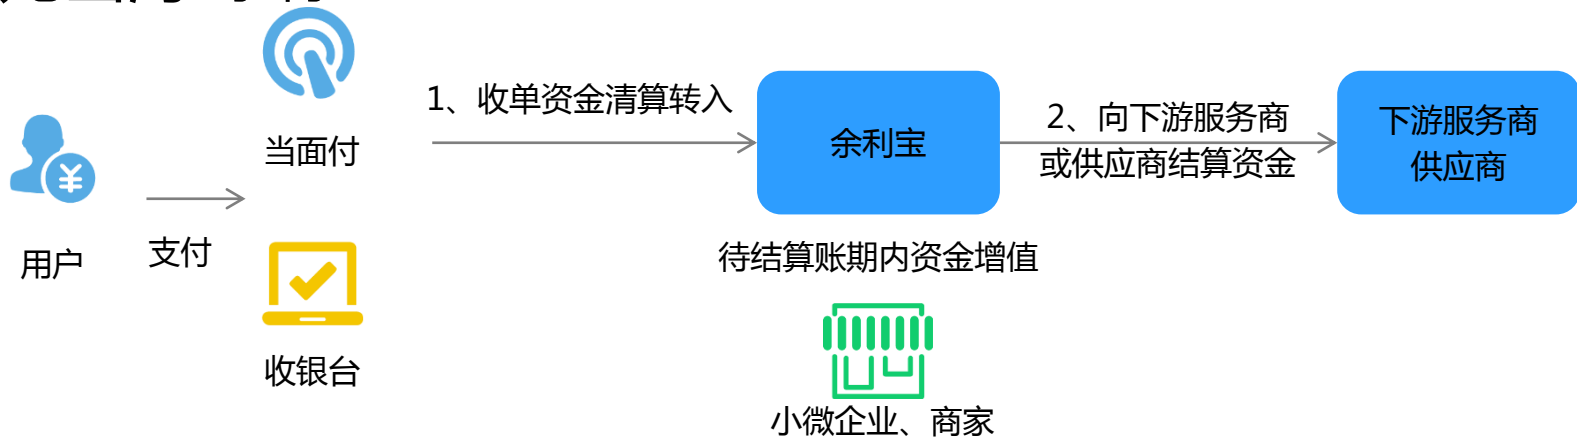 用户
支付
当面付
收银台
1、收单资金清算转入
余利宝
待结算账期内资金增值
小微企业、商家
2、向下游服务商
或供应商结算资金
下游服务商
供应商